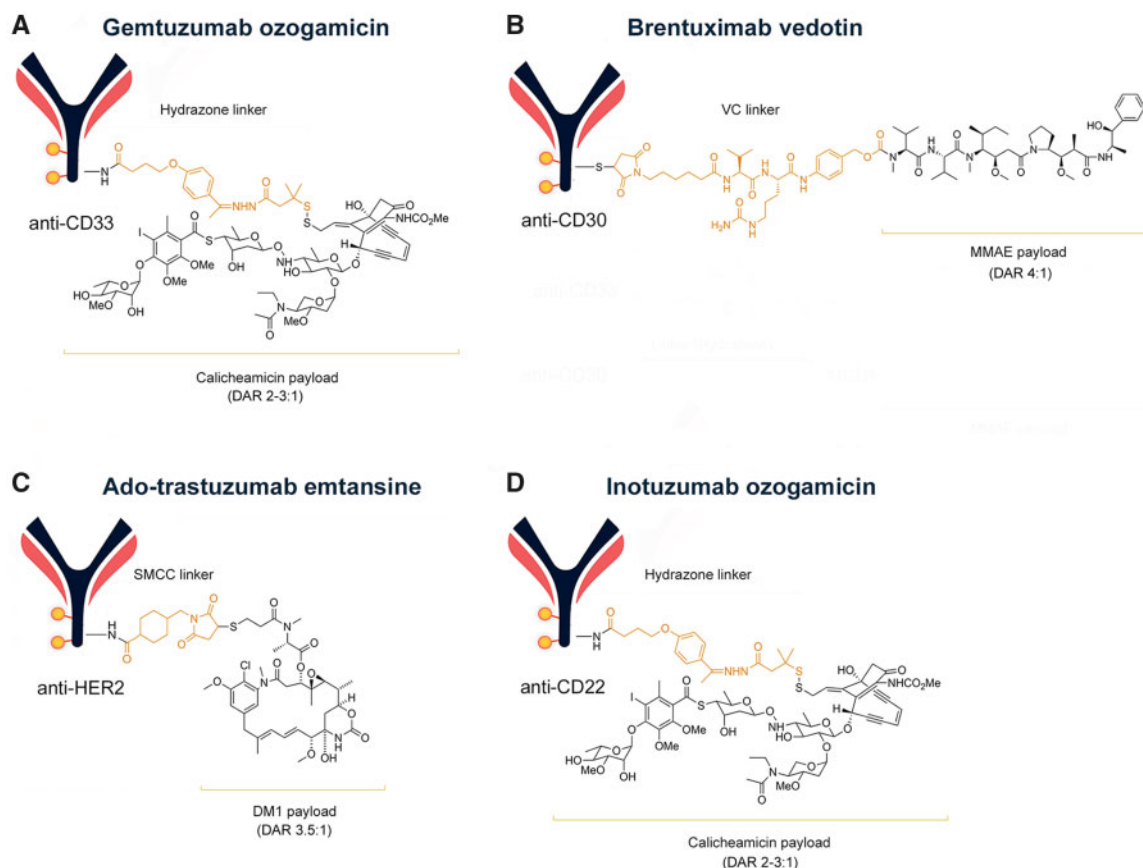 A
Gemtuzumab ozogamicin
Hydrazone linker
anti-CD33
Calicheamicin payload
(DAR 2-3:1)
B
Brentuximab vedotin
VC linker
anti-CD30
MMAE payload
(DAR 4:1)
C
Ado-trastuzumab emtansine
SMCC linker
anti-HER2
DM1 payload
(DAR 3.5:1)
D
Inotuzumab ozogamicin
Hydrazone linker
anti-CD22
Calicheamicin payload
(DAR 2-3:1)